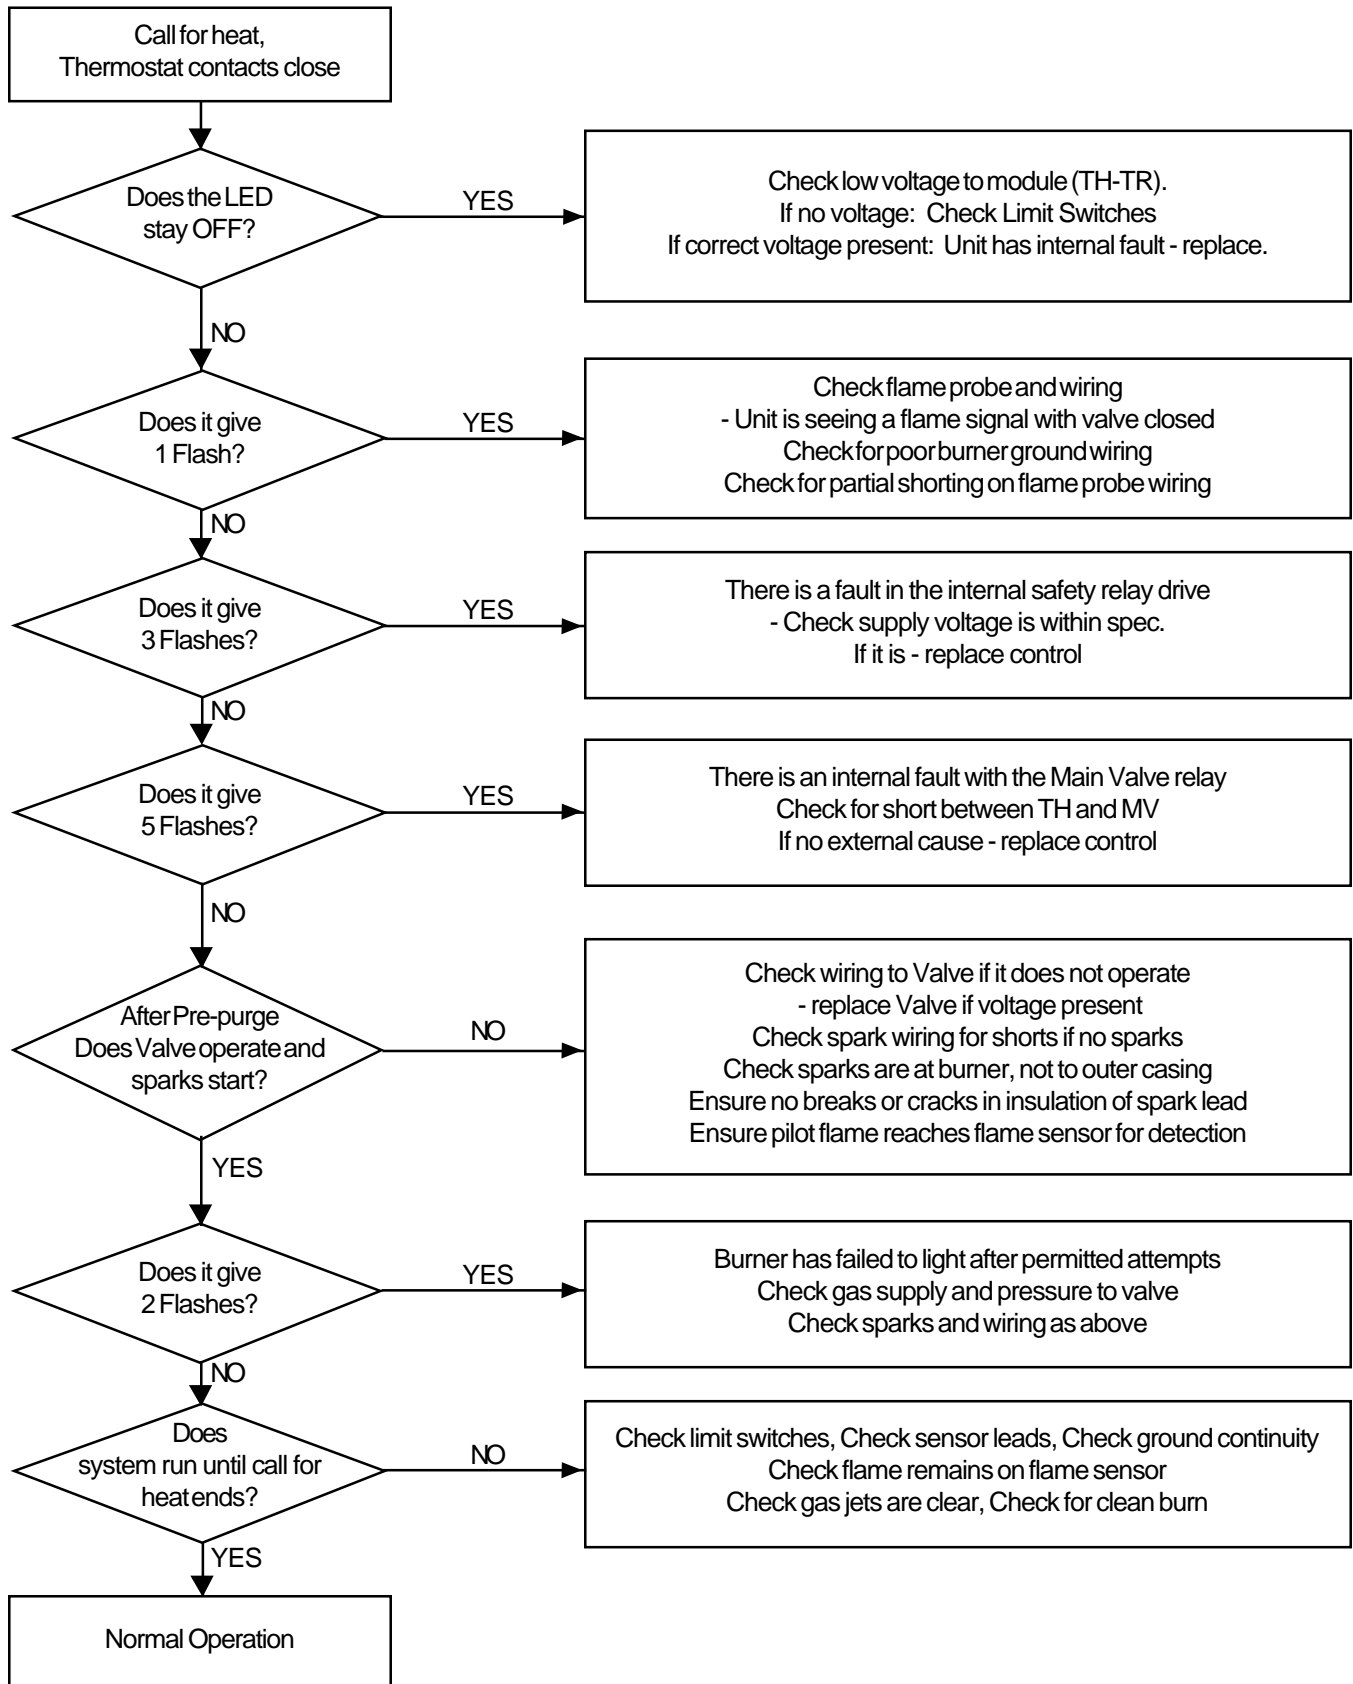 Call for heat,
Thermostat contacts close
Does the LED
stay OFF?
YES
Check low voltage to module (TH-TR).
If no voltage: Check Limit Switches
If correct voltage present: Unit has internal fault - replace.
NO
Does it give
1 Flash?
YES
Check flame probe and wiring
- Unit is seeing a flame signal with valve closed
Check for poor burner ground wiring
Check for partial shorting on flame probe wiring
NO
Does it give
3 Flashes?
YES
There is a fault in the internal safety relay drive
- Check supply voltage is within spec.
If it is - replace control
NO
Does it give
5 Flashes?
YES
There is an internal fault with the Main Valve relay
Check for short between TH and MV
If no external cause - replace control
NO
After Pre-purge
Does Valve operate and
sparks start?
NO
Check wiring to Valve if it does not operate
- replace Valve if voltage present
Check spark wiring for shorts if no sparks
Check sparks are at burner, not to outer casing
Ensure no breaks or cracks in insulation of spark lead
Ensure pilot flame reaches flame sensor for detection
YES
Does it give
2 Flashes?
YES
Burner has failed to light after permitted attempts
Check gas supply and pressure to valve
Check sparks and wiring as above
NO
Does
system run until call for
heat ends?
NO
Check limit switches, Check sensor leads, Check ground continuity
Check flame remains on flame sensor
Check gas jets are clear, Check for clean burn
YES
Normal Operation